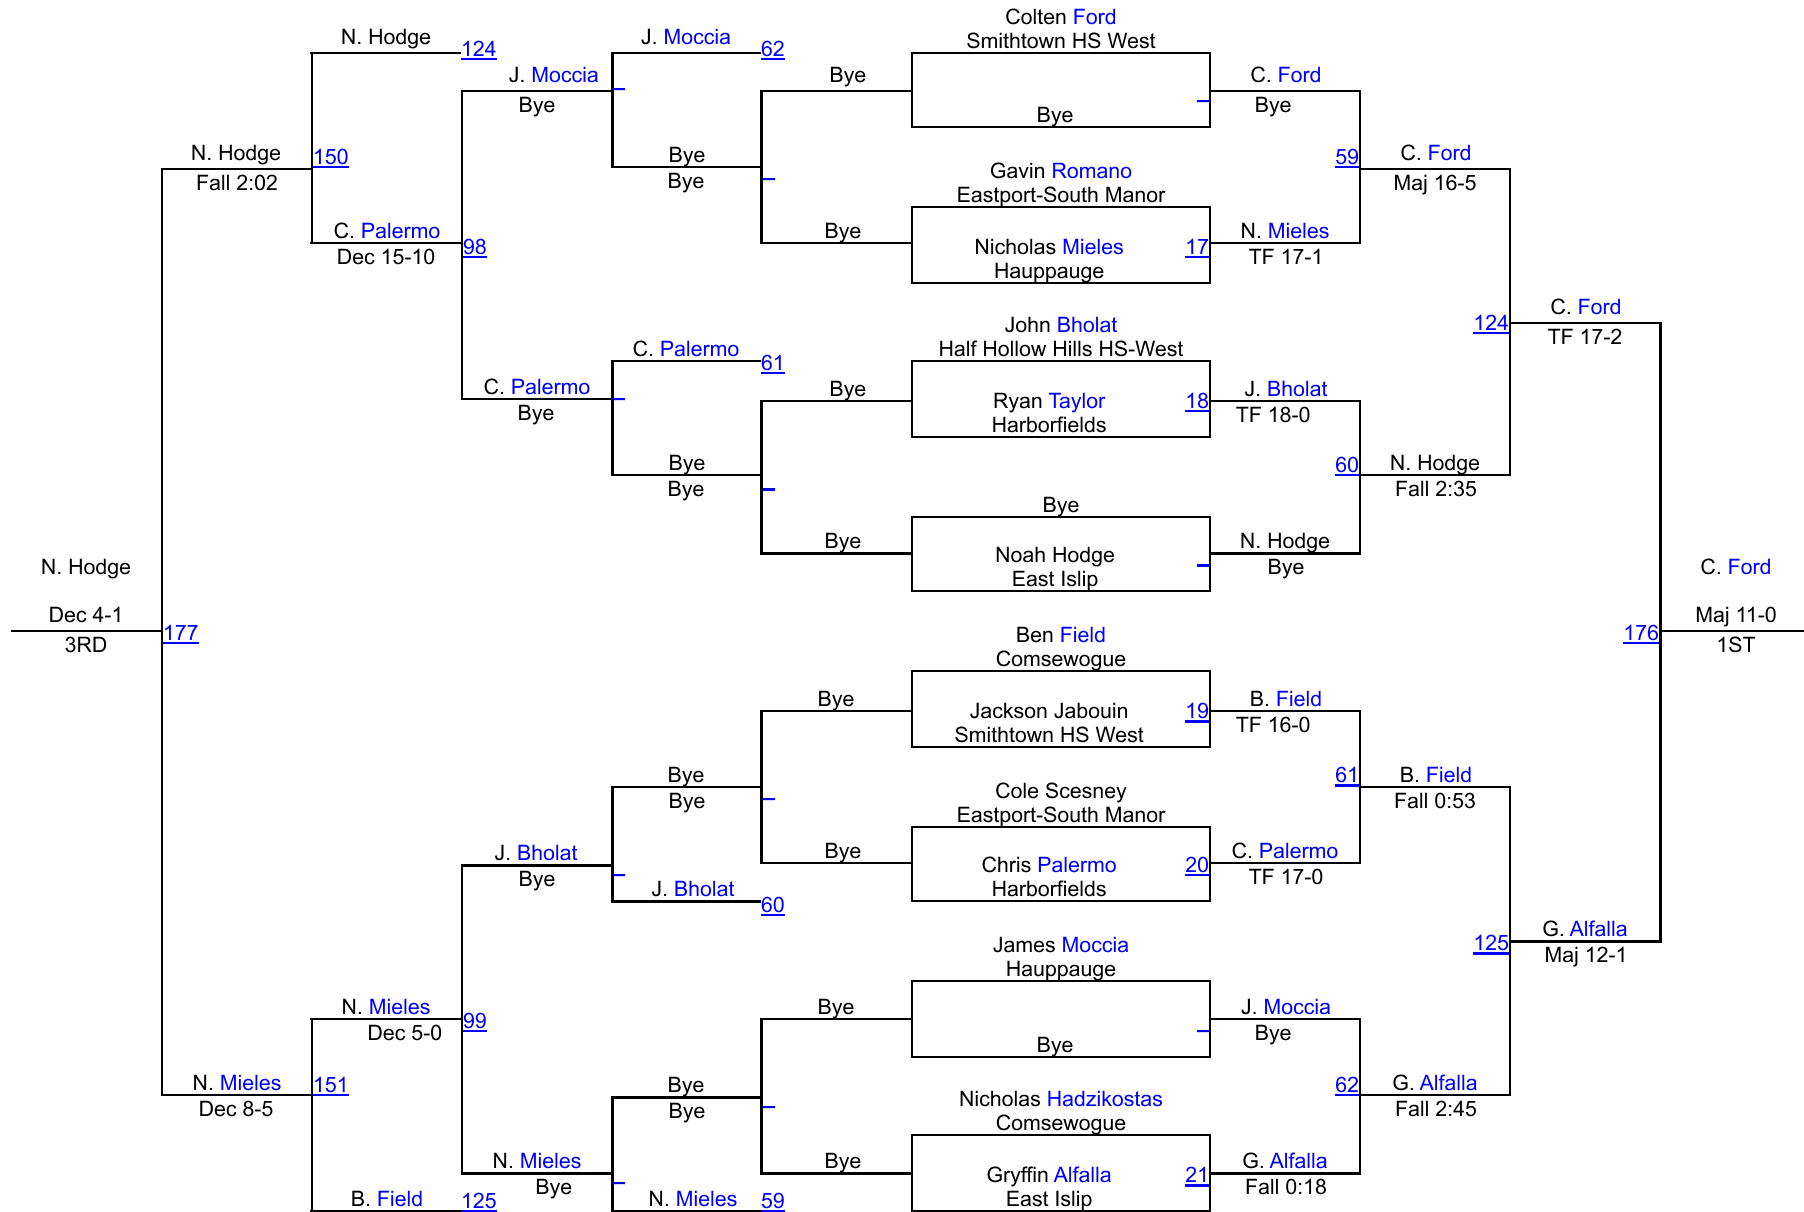 Colten Ford
N. Hodge
J. Moccia
Smithtown HS West
124
62
J. Moccia
Bye
C. Ford
Bye
Bye
Bye
N. Hodge
150
Bye
59
C. Ford
Gavin Romano
Fall 2:02
Bye
Maj 16-5
Eastport-South Manor
C. Palermo
Bye
N. Mieles
98
Nicholas Mieles
17
Dec 15-10
TF 17-1
Hauppauge
C. Ford
124
John Bholat
TF 17-2
C. Palermo
Half Hollow Hills HS-West
61
C. Palermo
Bye
J. Bholat
Ryan Taylor
18
Bye
TF 18-0
Harborfields
Bye
60
N. Hodge
Bye
Fall 2:35
Bye
Bye
N. Hodge
Noah Hodge
N. Hodge
Bye
C. Ford
East Islip
Dec 4-1
Maj 11-0
177
Ben Field
176
3RD
1ST
Comsewogue
Bye
B. Field
Jackson Jabouin
19
TF 16-0
Smithtown HS West
Bye
61
B. Field
Cole Scesney
Bye
Fall 0:53
Eastport-South Manor
J. Bholat
Bye
C. Palermo
Chris Palermo
20
Bye
TF 17-0
J. Bholat
Harborfields
60
G. Alfalla
James Moccia
125
Maj 12-1
Hauppauge
N. Mieles
Bye
J. Moccia
99
Dec 5-0
Bye
Bye
N. Mieles
151
Bye
62
G. Alfalla
Nicholas Hadzikostas
Dec 8-5
Bye
Fall 2:45
Comsewogue
N. Mieles
Bye
G. Alfalla
Gryffin Alfalla
21
Bye
Fall 0:18
B. Field
125
N. Mieles
59
East Islip